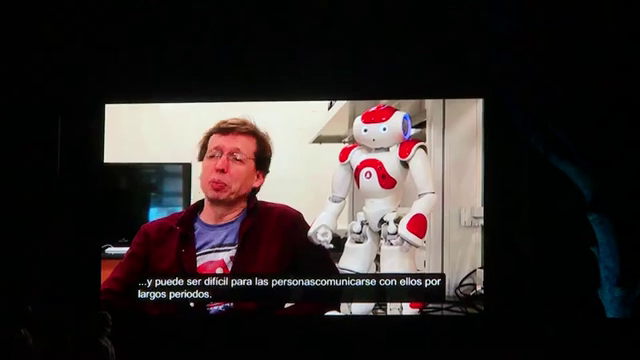 ...y puede ser difícil para las personascomunicarse con ellos por
largos periodos.